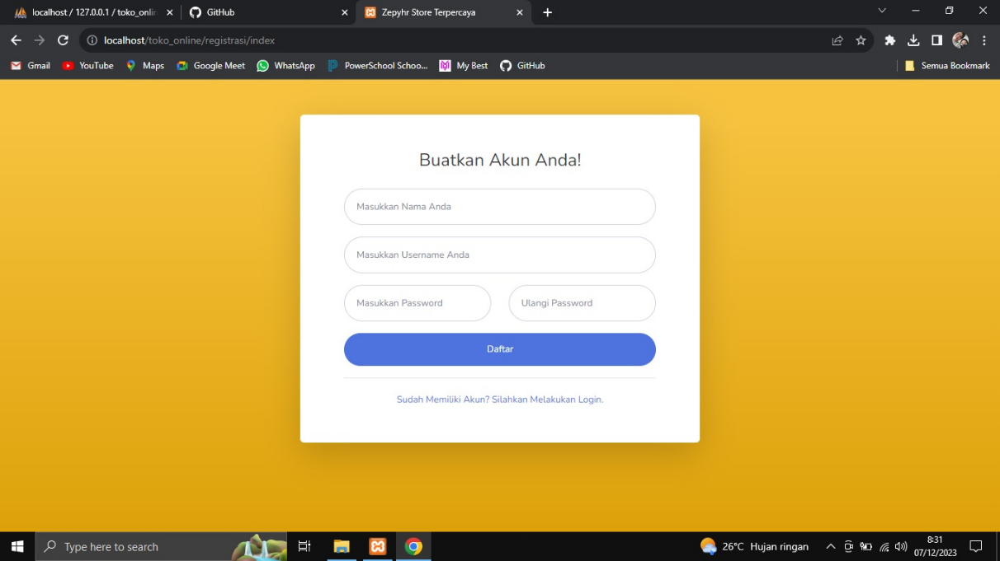 localhost / 127.0.0.1 / toko_onlin
GitHub
Zepyhr Store Terpercaya
localhost/toko_online/registrasi/index
Gmail YouTube Maps Google Meet WhatsApp PowerSchool Schoo... My Best GitHub Semua Bookmark
Buatkan Akun Anda!
Masukkan Nama Anda
Masukkan Username Anda
Masukkan Password Ulangi Password
Daftar
Sudah Memiliki Akun? Silahkan Melakukan Login.
Type here to search
26°C Hujan ringan
8:31
07/12/2023